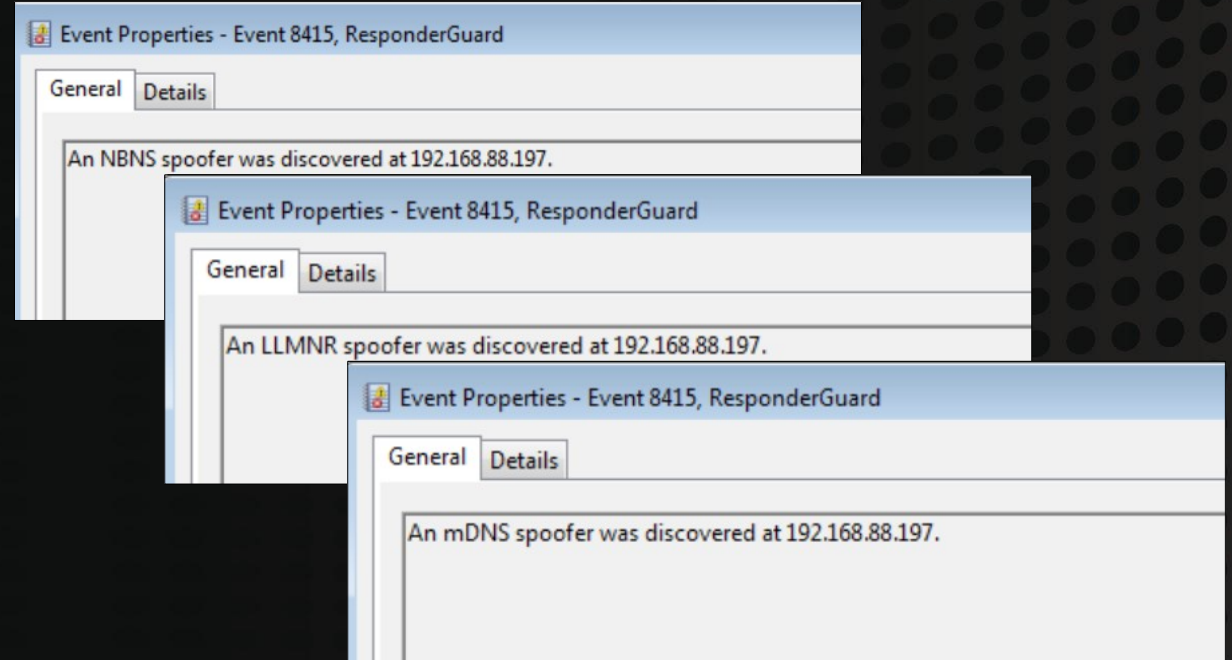 Event Properties - Event 8415, ResponderGuard
General
Details
An NBNS spoofer was discovered at 192.168.88.197.
Event Properties - Event 8415, ResponderGuard
General
Details
An LLMNR spoofer was discovered at 192.168.88.197.
Event Properties - Event 8415, ResponderGuard
General
Details
An mDNS spoofer was discovered at 192.168.88.197.